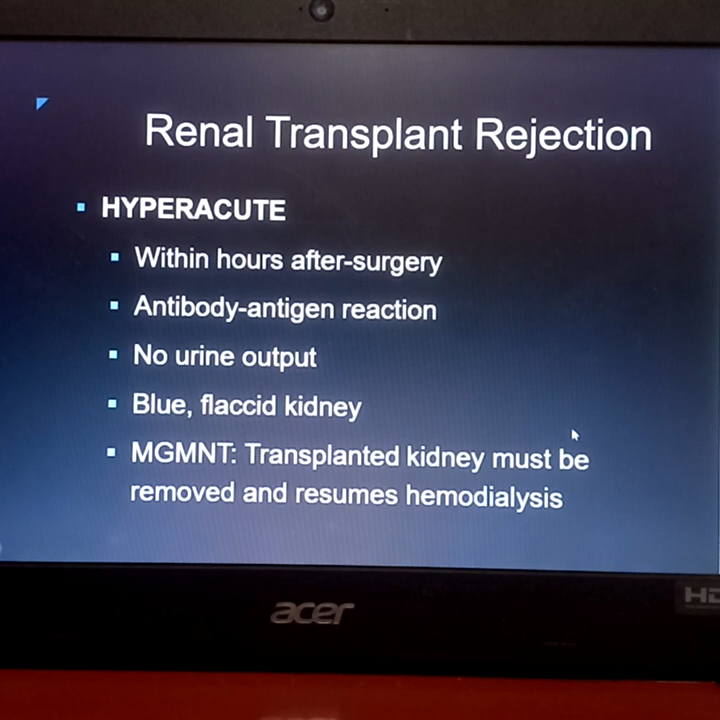 Renal Transplant Rejection
HYPERACUTE
Within hours after-surgery
Antibody-antigen reaction
No urine output
Blue, flaccid kidney
MGMNT: Transplanted kidney must be
removed and resumes hemodialysis
acer
HD